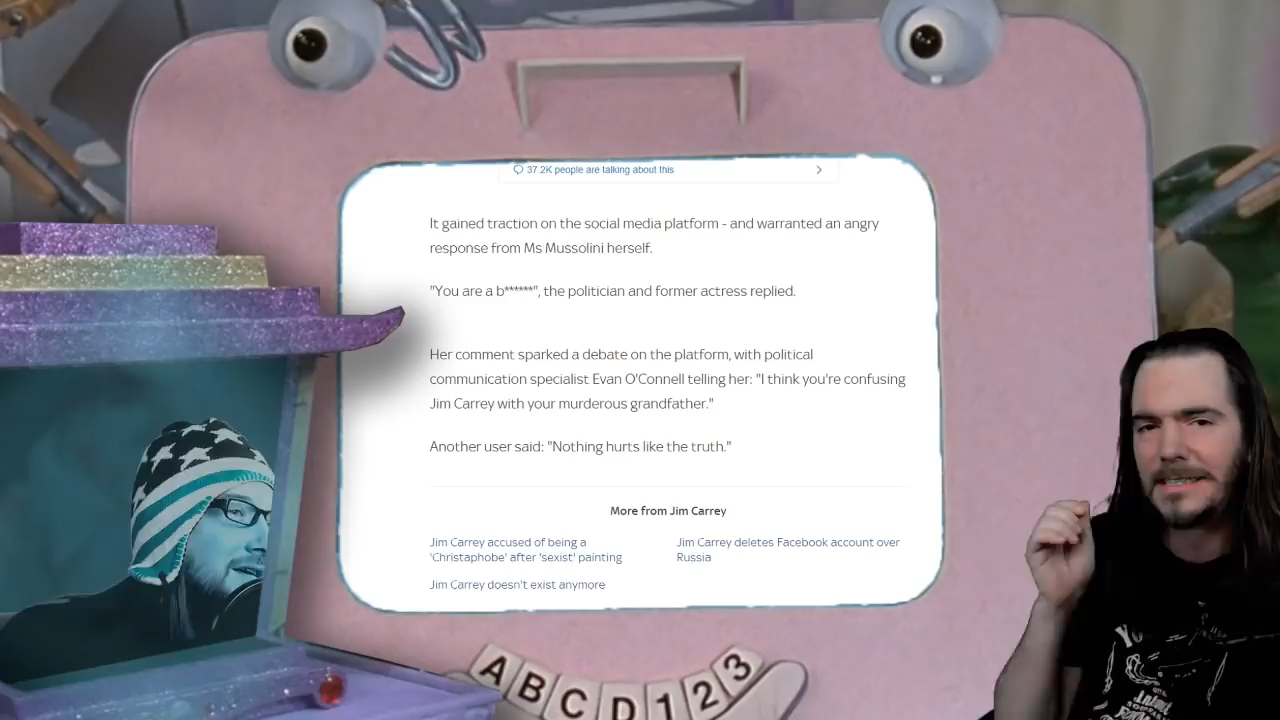 37.2K people are talking about this
It gained traction on the social media platform - and warranted an angry
response from Ms Mussolini herself.
"You are a b******", the politician and former actress replied.
Her comment sparked a debate on the platform, with political
communication specialist Evan O'Connell telling her: "I think you're confusing
Jim Carrey with your murderous grandfather."
Another user said: "Nothing hurts like the truth."
More from Jim Carrey
Jim Carrey accused of being a
'Christaphobe' after 'sexist' painting
Jim Carrey deletes Facebook account over
Russia
Jim Carrey doesn't exist anymore
A B C D 1 2 3